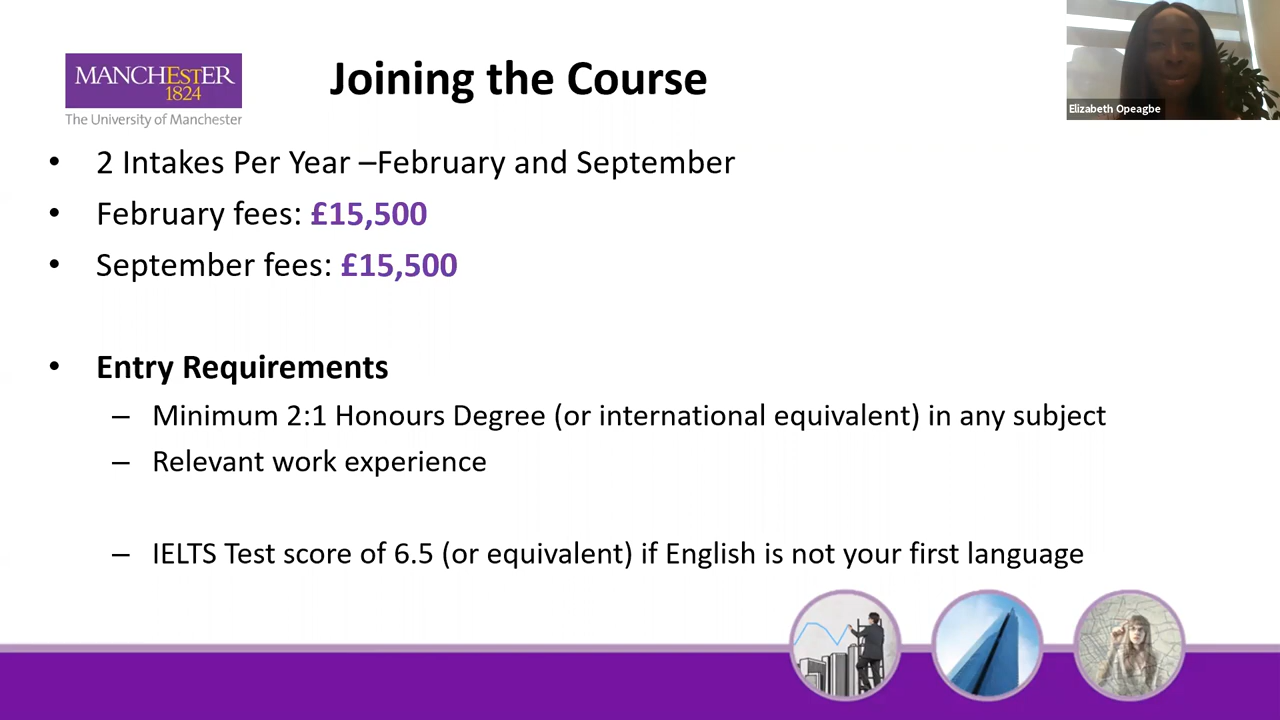 MANCHESTER
1824
The University of Manchester
Joining the Course
Elizabeth Opeagbe
• 2 Intakes Per Year –February and September
• February fees: £15,500
• September fees: £15,500
• Entry Requirements
– Minimum 2:1 Honours Degree (or international equivalent) in any subject
– Relevant work experience
– IELTS Test score of 6.5 (or equivalent) if English is not your first language